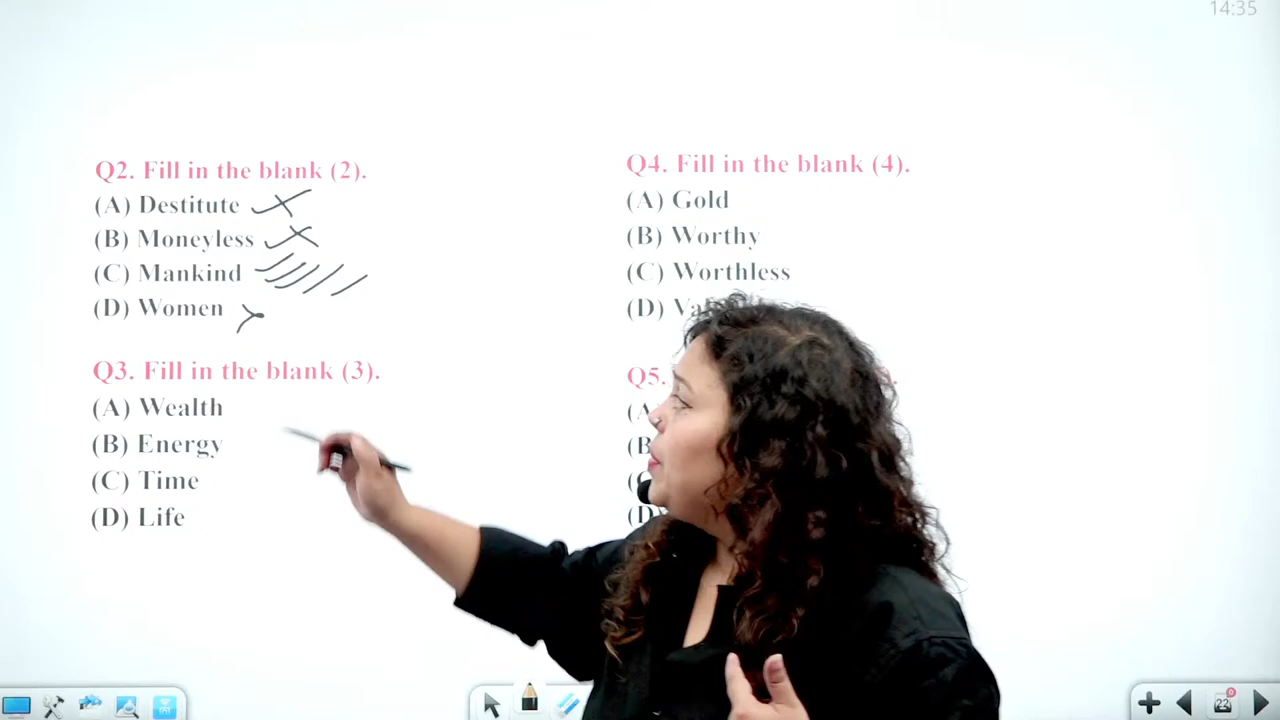 14:35
Q2. Fill in the blank (2).
(A) Destitute
(B) Moneyless
(C) Mankind
(D) Women
Q3. Fill in the blank (3).
(A) Wealth
(B) Energy
(C) Time
(D) Life
Q4. Fill in the blank (4).
(A) Gold
(B) Worthy
(C) Worthless
(D)
Q5.
22